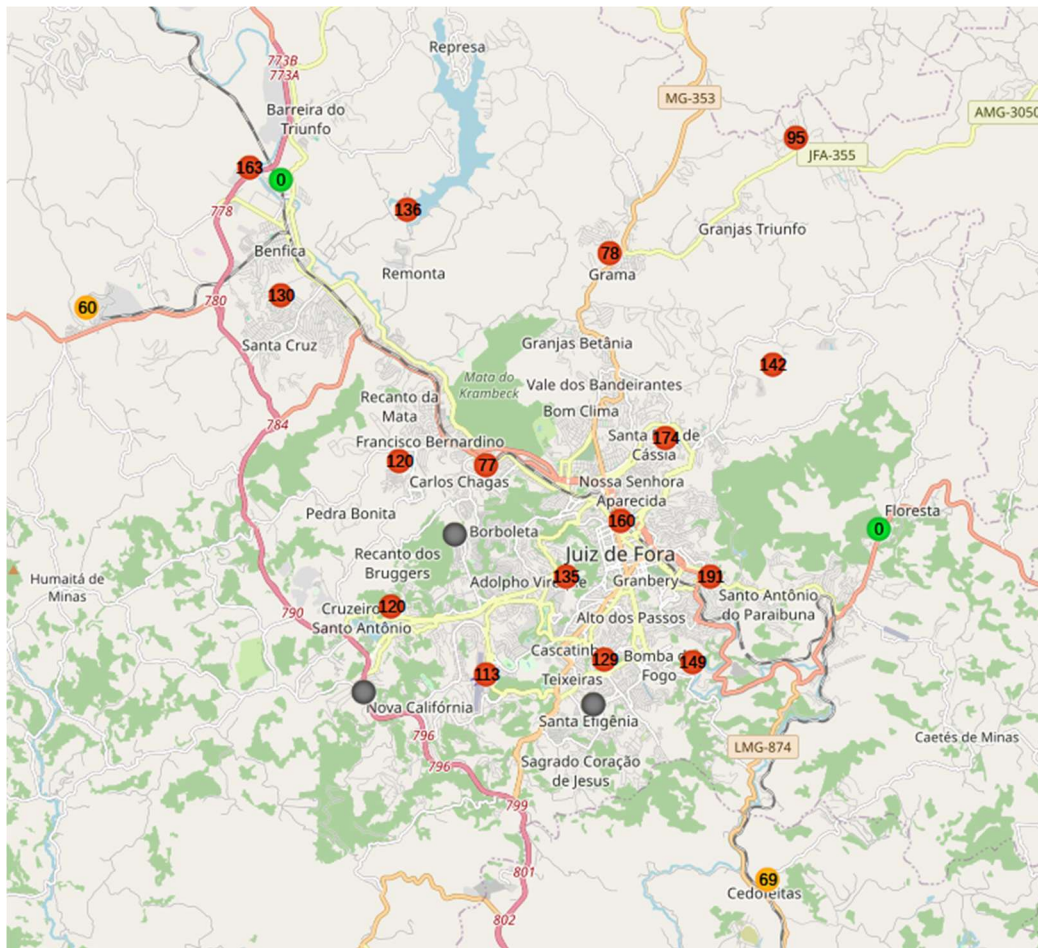 Represa
773B
773A
MG-353
AMG-3050
Barreira do
Triunfo
95
JFA-355
163
0
136
778
Granjas Triunfo
Benfica
78
Grama
Remonta
130
780
60
Santa Cruz
Granjas Betânia
142
Mata do
Krambeck
Vale dos Bandeirantes
Recanto da
Mata
Bom Clima
784
Francisco Bernardino
174
Cássia
120
77
Carlos Chagas
Nossa Senhora
Aparecida
Pedra Bonita
160
Floresta
0
Borboleta
Recanto dos
Bruggers
Juiz de Fora
Humaitá de
Minas
135
Granbery
191
Santo Antônio
do Paraibuna
790
Cruzeiro
Santo Antônio
120
Alto dos Passos
129
Bomba
Fogo
149
113
Teixeiras
Nova Califórnia
Santa Efigênia
796
796
LMG-874
Caetés de Minas
Sagrado Coração
de Jesus
799
801
69
Cedofeitas
802